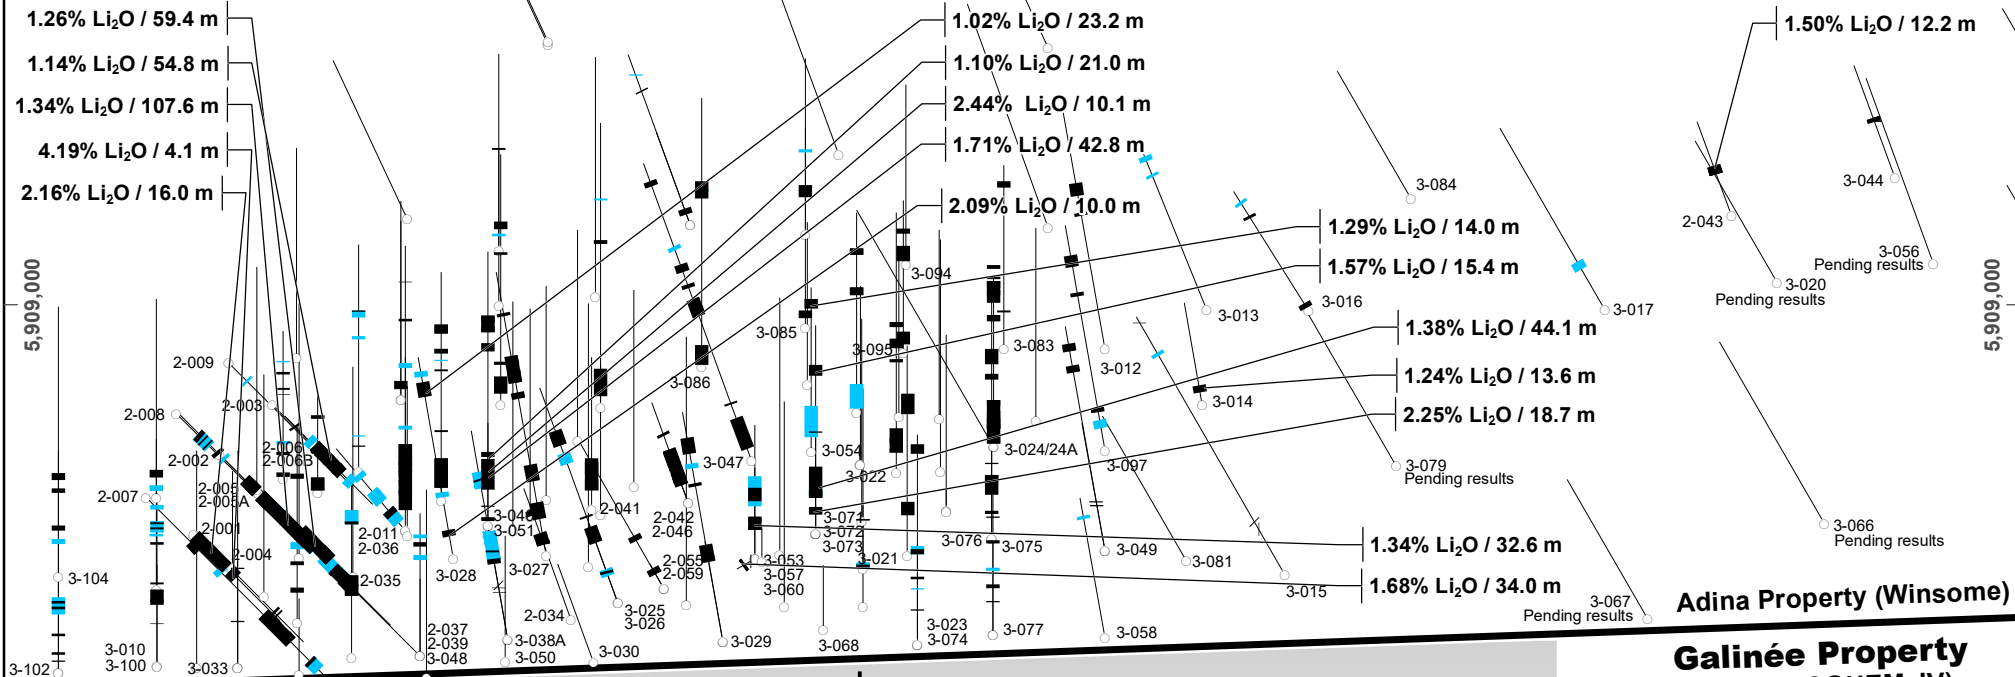 1.26% Li₂O / 59.4 m
1.14% Li₂O / 54.8 m
1.34% Li₂O / 107.6 m
4.19% Li₂O / 4.1 m
2.16% Li₂O / 16.0 m
1.02% Li₂O / 23.2 m
1.10% Li₂O / 21.0 m
2.44% Li₂O / 10.1 m
1.71% Li₂O / 42.8 m
2.09% Li₂O / 10.0 m
1.50% Li₂O / 12.2 m
1.29% Li₂O / 14.0 m
1.57% Li₂O / 15.4 m
1.38% Li₂O / 44.1 m
1.24% Li₂O / 13.6 m
2.25% Li₂O / 18.7 m
1.34% Li₂O / 32.6 m
1.68% Li₂O / 34.0 m
5,909,000
5,909,000
3-084
3-044
2-043
3-056
Pending results
3-020
Pending results
3-094
3-016
3-013
3-017
3-085
3-095
3-083
3-012
2-009
3-086
2-003
3-014
2-008
2-006
2-006B
2-002
3-047
3-054
3-022
3-024/24A
3-097
3-079
Pending results
2-005
2-005A
2-007
2-001
2-004
2-011
2-036
3-046
3-051
2-041
2-042
2-046
3-071
3-072
3-073
3-076
3-075
3-049
3-066
Pending results
3-081
3-021
3-053
3-057
3-060
2-055
2-059
3-027
3-028
2-035
3-104
3-015
3-067
Pending results
2-034
3-025
3-026
2-037
2-039
3-048
3-038A
3-050
3-030
3-029
3-068
3-023
3-074
3-077
3-058
3-010
3-100
3-102
3-033
Adina Property (Winsome)
Galinée Property